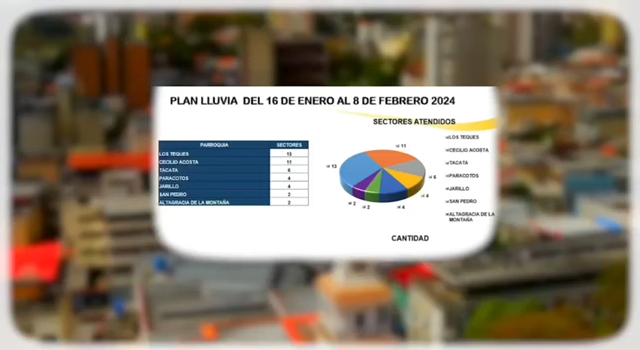 PLAN LLUVIA DEL 16 DE ENERO AL 8 DE FEBRERO 2024
SECTORES ATENDIDOS
PARROQUIA SECTORES
LOS TEQUES 13
CECILIO ACOSTA 11
TACATA 6
PARACOTOS 4
JARILLO 4
SAN PEDRO 2
ALTAGRACIA DE LA MONTAÑA 2
11
13
6
4
2
2
4
LOS TEQUES
CECILIO ACOSTA
TACATA
PARACOTOS
JARILLO
SAN PEDRO
ALTAGRACIA DE LA
MONTAÑA
CANTIDAD